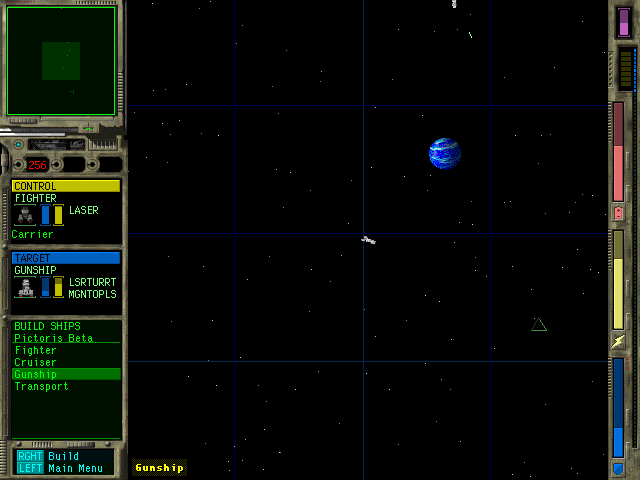 256
CONTROL
FIGHTER
LASER
Carrier
TARGET
GUNSHIP
LSRTURRT
MGNTOPLS
BUILD SHIPS
Pictoris Beta
Fighter
Cruiser
Gunship
Transport
RGHT Build
LEFT Main Menu
Gunship